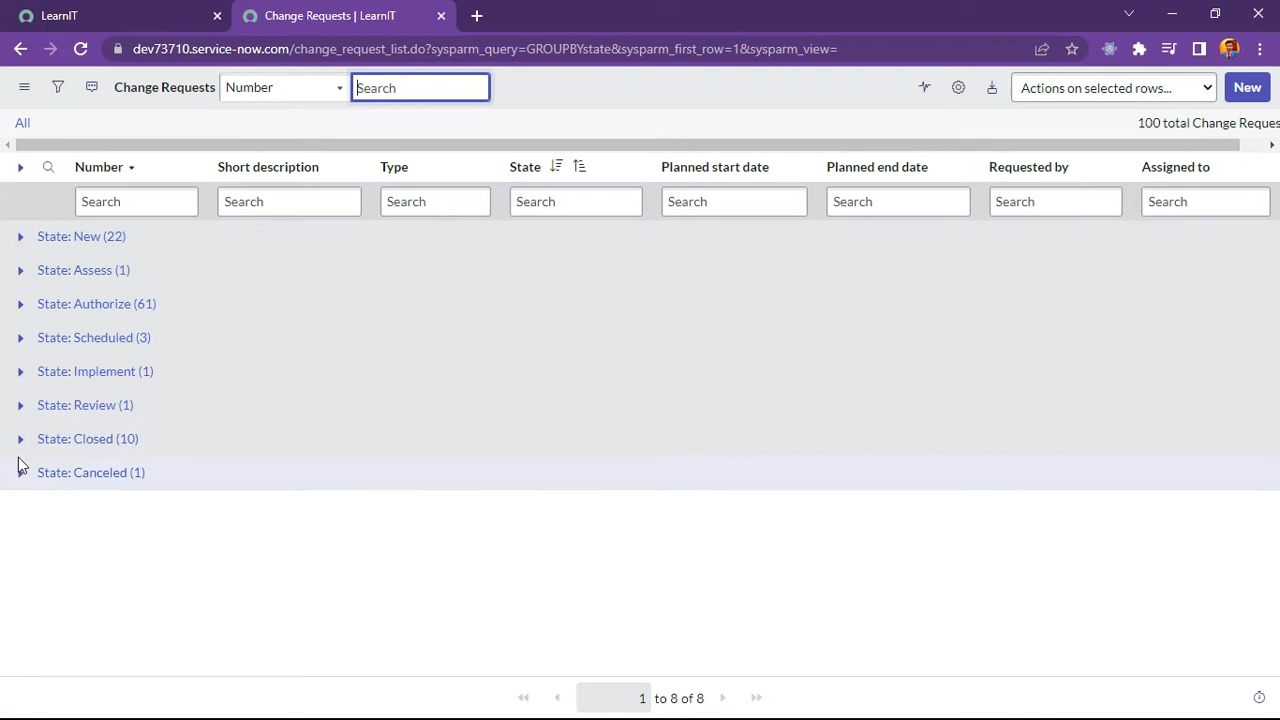 LearnIT
Change Requests | LearnIT
dev73710.service-now.com/change_request_list.do?sysparm_query=GROUPBYstate&sysparm_first_row=1&sysparm_view=
Change Requests Number Search Actions on selected rows... New
All 100 total Change Reques
Number Short description Type State Planned start date Planned end date Requested by Assigned to
Search Search Search Search Search Search Search Search
State: New (22)
State: Assess (1)
State: Authorize (61)
State: Scheduled (3)
State: Implement (1)
State: Review (1)
State: Closed (10)
State: Canceled (1)
1 to 8 of 8